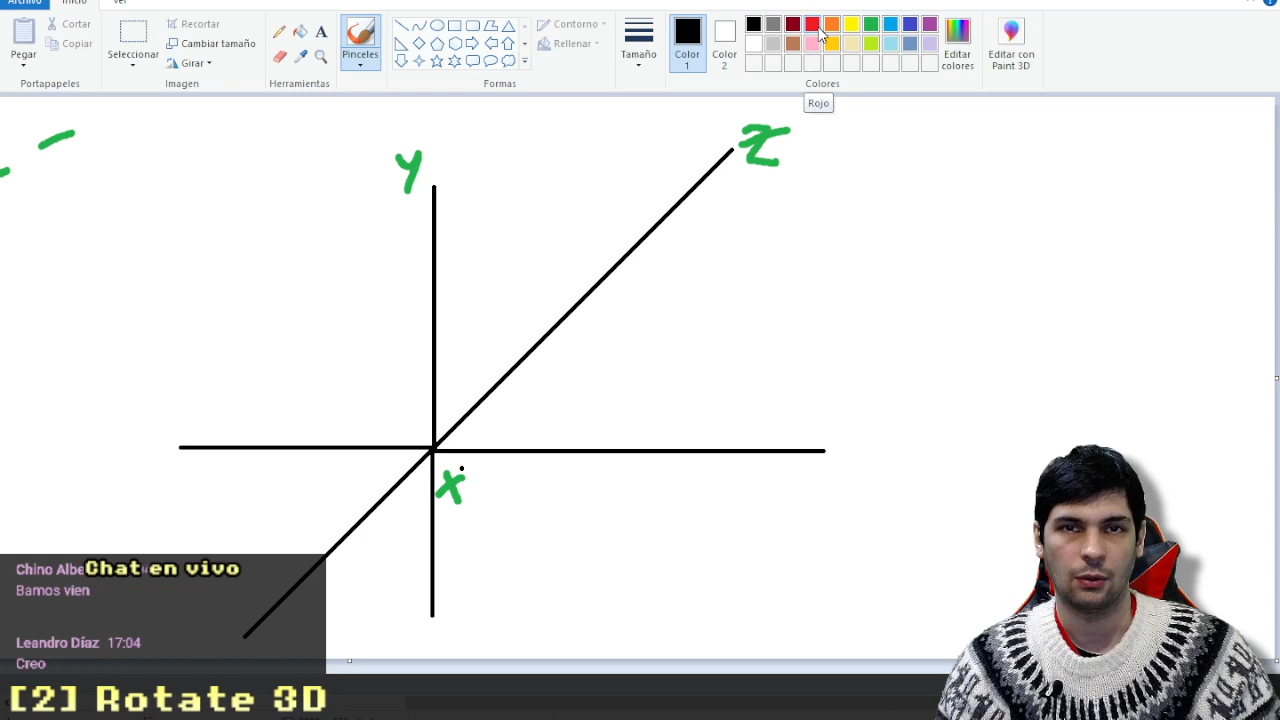 Archivo Inicio Ver
Pegar
Cortar
Copiar
Portapapeles
Seleccionar
Recortar
Cambiar tamaño
Girar
Imagen
A
Herramientas
Pinceles
Contorno
Rellenar
Formas
Tamaño
Color
1
Color
2
Editar
colores
Colores
Editar con
Paint 3D
Rojo
Y
Z
X
Chino Albe
Chat en vivo
Bamos vien
Leandro Díaz 17:04
Creo
[2] Rotate 3D